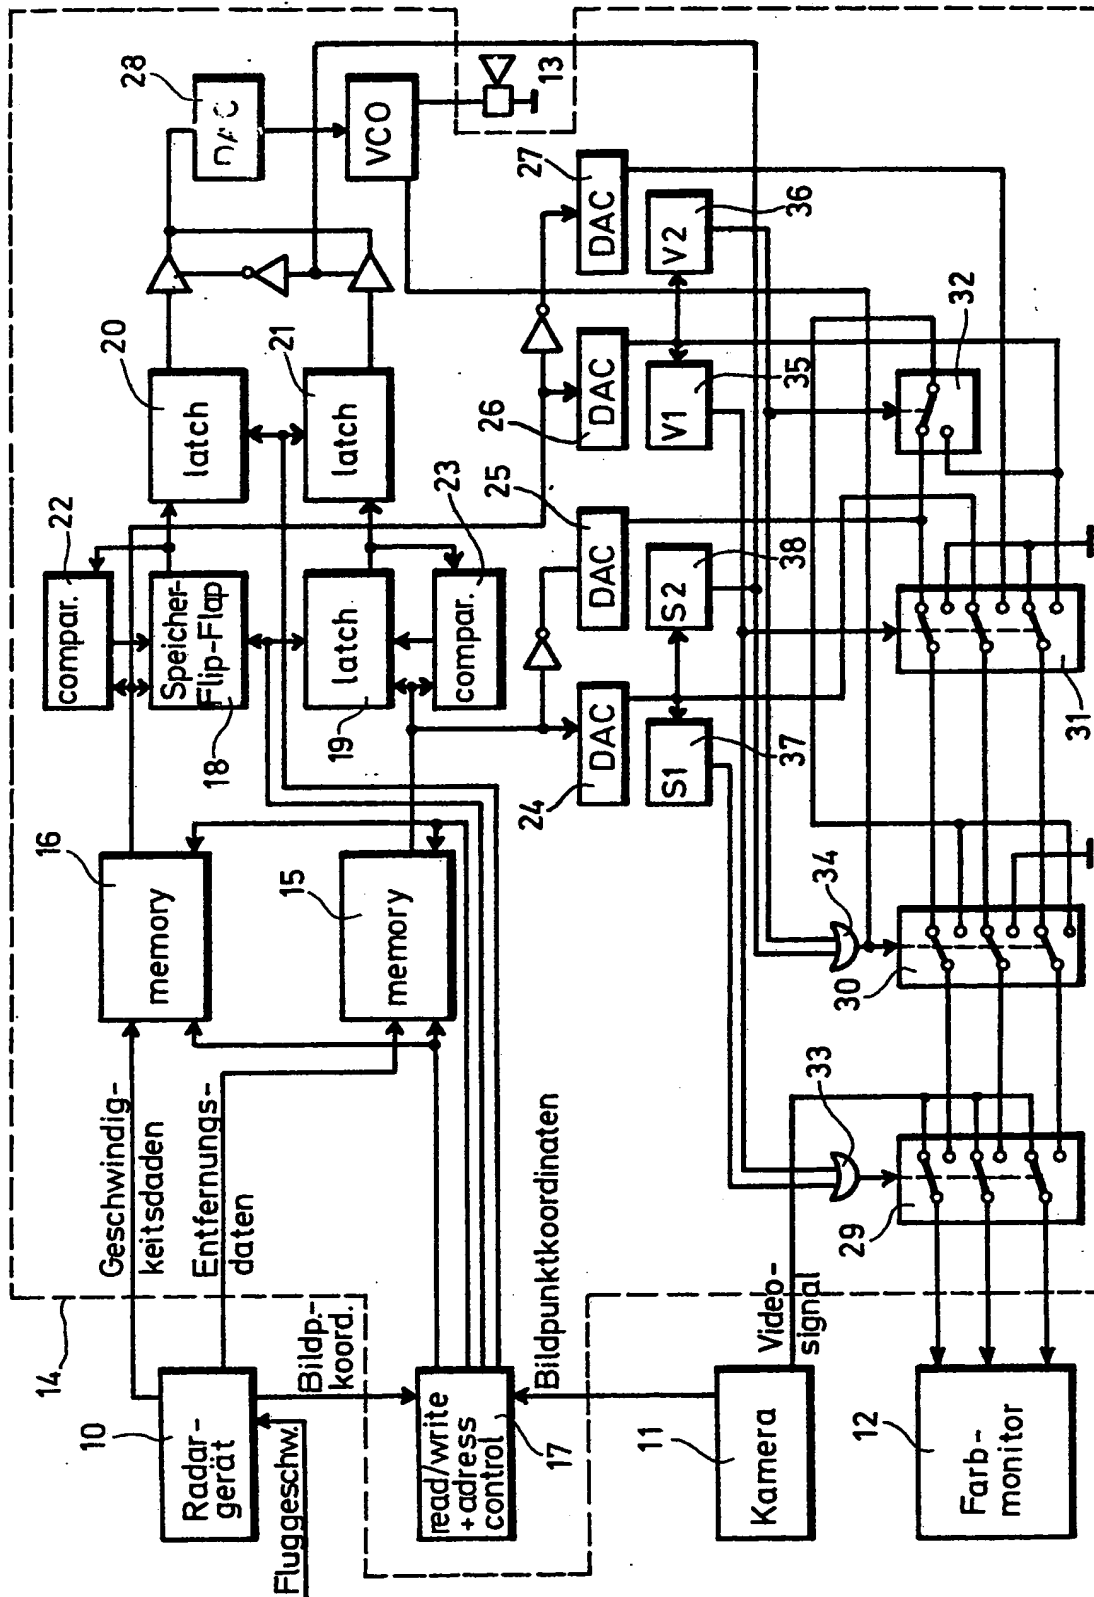 14
10
Radar-
gerät
Fluggeschw.
Geschwindig-
keitsdaden
Entfernungs-
daten
Bildp.-
koord.
read/write
+ adress
control
17
Bildpunktkoordinaten
11
Kamera
Video-
signal
12
Farb-
monitor
16
memory
15
memory
22
compar.
Speicher-
Flip-Flap
18
latch
19
compar.
23
20
latch
21
latch
28
DAC
VCO
13
24
DAC
25
DAC
26
DAC
27
DAC
S1
37
S2
38
V1
35
V2
36
33
34
29
30
31
32